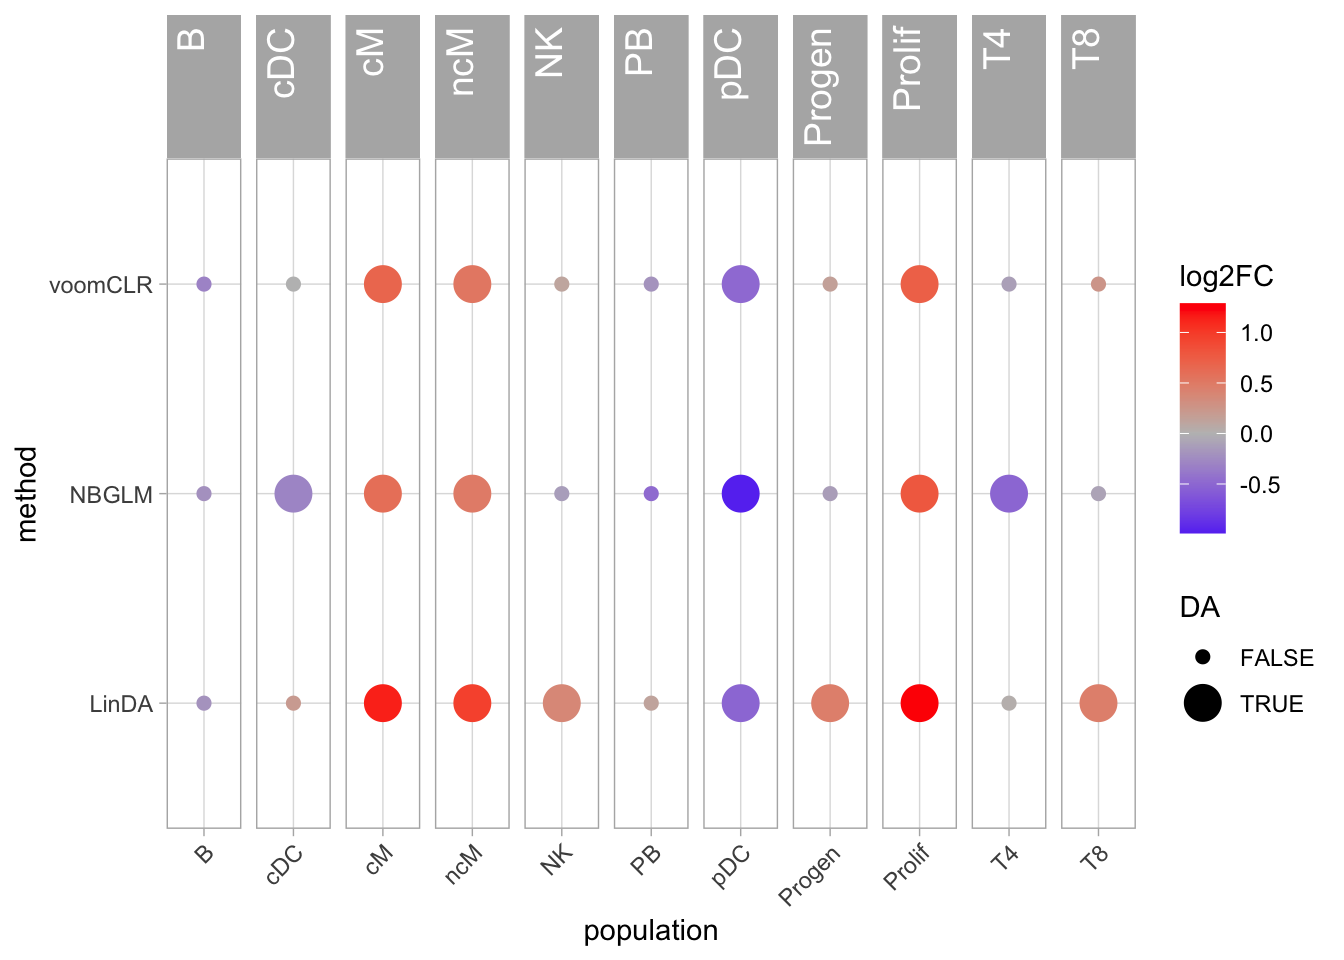 B cDC cM ncM NK PB pDC Progen Prolif T4 T8
voomCLR
NBGLM
LinDA
method
B cDC cM ncM NK PB pDC Progen Prolif T4 T8
population
log2FC
1.0
0.5
0.0
-0.5
DA
FALSE
TRUE